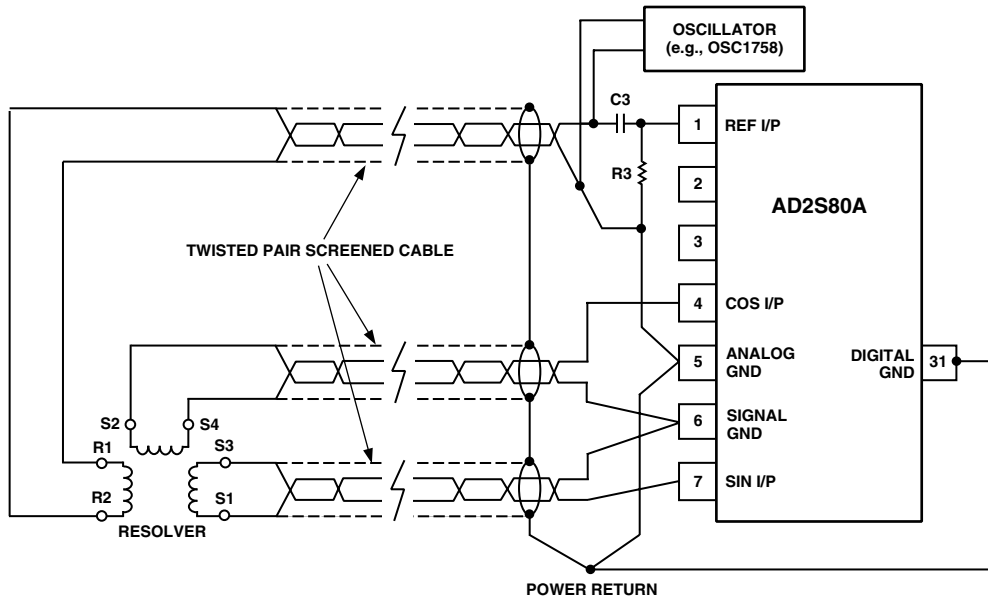 OSCILLATOR
(e.g., OSC1758)
C3
1
REF I/P
R3
2
AD2S80A
3
TWISTED PAIR SCREENED CABLE
4
COS I/P
5
ANALOG
GND
DIGITAL
GND
31
S2
S4
6
SIGNAL
GND
R1
S3
7
SIN I/P
R2
S1
RESOLVER
POWER RETURN